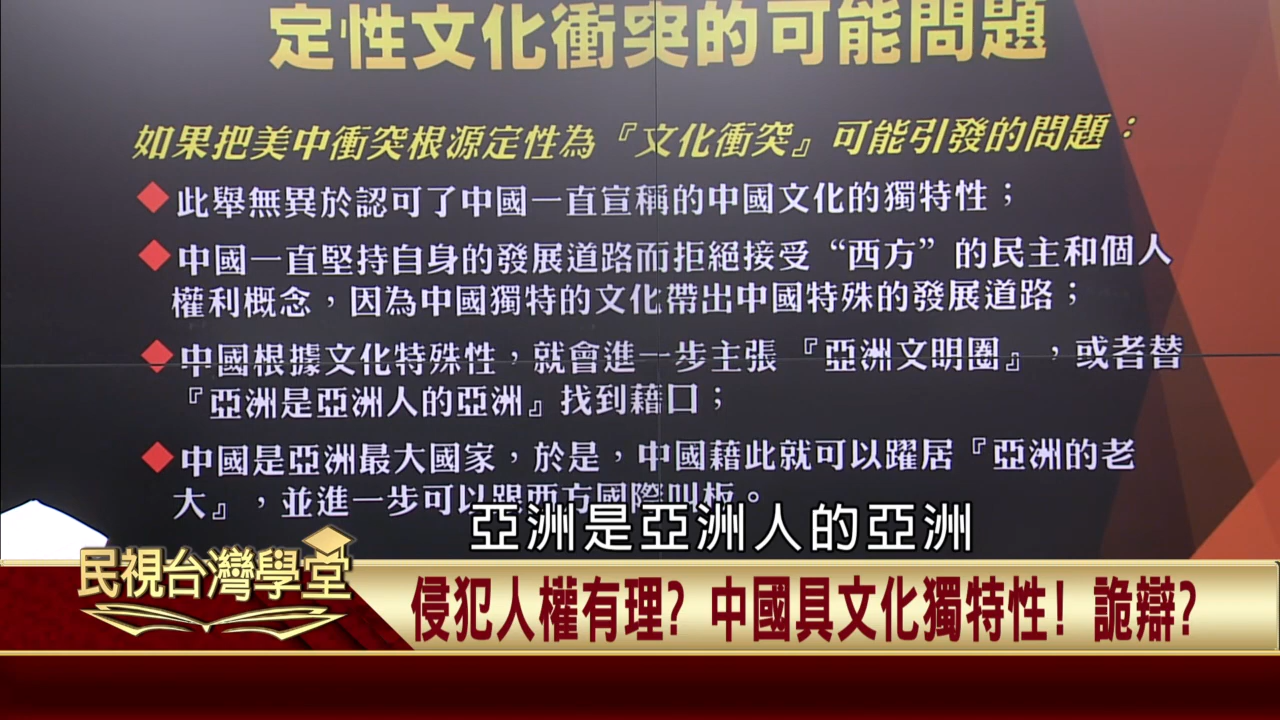 定性文化衝突的可能問題
如果把美中衝突根源定性為『文化衝突』可能引發的問題：
此舉無異於認可了中國一直宣稱的中國文化的獨特性；
中國一直堅持自身的發展道路而拒絕接受“西方”的民主和個人
權利概念，因為中國獨特的文化帶出中國特殊的發展道路；
中國根據文化特殊性，就會進一步主張『亞洲文明圈』，或者替
『亞洲是亞洲人的亞洲』找到藉口；
中國是亞洲最大國家，於是，中國藉此就可以躍居『亞洲的老
大』，並進一步可以跟西方國際叫板。
亞洲是亞洲人的亞洲
民視台灣學堂
侵犯人權有理？中國具文化獨特性！詭辯？